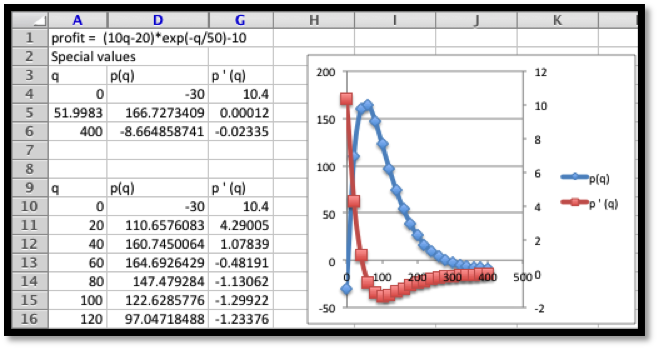 A D G H I J K
1 profit = (10q-20)*exp(-q/50)-10
2 Special values
3 q p(q) p ' (q)
4 0 -30 10.4
5 51.9983 166.7273409 0.00012
6 400 -8.664858741 -0.02335
7
8
9 q p(q) p ' (q)
10 0 -30 10.4
11 20 110.6576083 4.29005
12 40 160.7450064 1.07839
13 60 164.6926429 -0.48191
14 80 147.479284 -1.13062
15 100 122.6285776 -1.29922
16 120 97.04718488 -1.23376
200 12
150 10
100 8
50 6
0 4
-50 2
0
-2
0 100 200 300 400 500
p(q)
p ' (q)